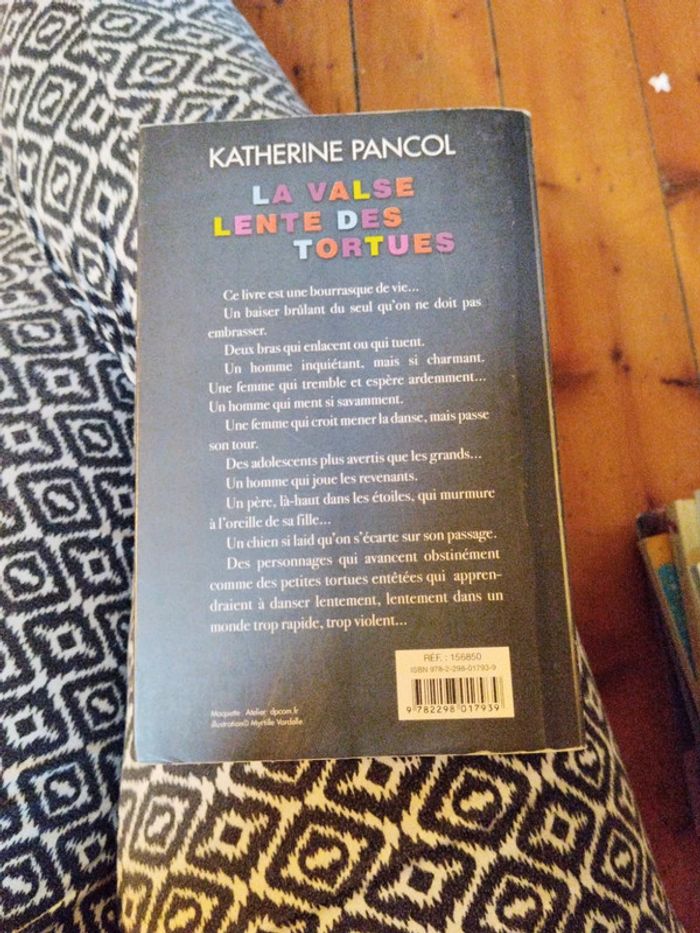 KATHERINE PANCOL
LA VALSE
LENTE DES
TORTUES
Ce livre est une bourrasque de vie...
Un baiser brûlant du seul qu'on ne doit pas
embrasser.
Deux bras qui enlacent ou qui tuent.
Un homme inquiétant, mais si charmant.
Une femme qui tremble et espère ardemment...
Un homme qui ment si savamment.
Une femme qui croit mener la danse, mais passe
son tour.
Des adolescents plus avertis que les grands...
Un homme qui joue les revenants.
Un père, là-haut dans les étoiles, qui murmure
à l'oreille de sa fille...
Un chien si laid qu'on s'écarte sur son passage.
Des personnages qui avancent obstinément
comme des petites tortues entêtées qui appren-
draient à danser lentement, lentement dans un
monde trop rapide, trop violent...
RÉF. : 156850
ISBN 978-2-298-01793-9
9 782298 017939
Maquette : Atelier dpcom.fr
illustration© Myrtille Vardelle.